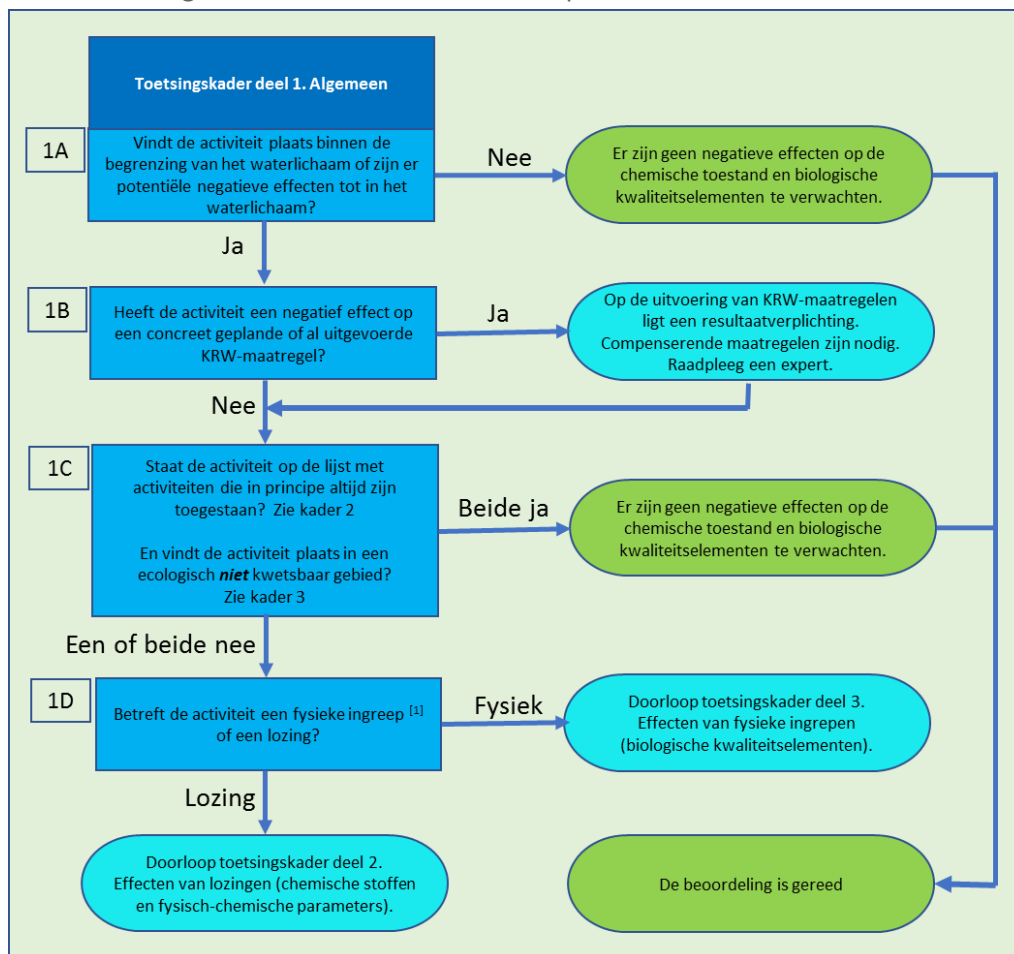 Toetsingskader deel 1. Algemeen
1A
Vindt de activiteit plaats binnen de
begrenzing van het waterlichaam of zijn er
potentiële negatieve effecten tot in het
waterlichaam?
Nee
Er zijn geen negatieve effecten op de
chemische toestand en biologische
kwaliteitselementen te verwachten.
Ja
1B
Heeft de activiteit een negatief effect op
een concreet geplande of al uitgevoerde
KRW-maatregel?
Ja
Op de uitvoering van KRW-maatregelen
ligt een resultaatverplichting.
Compenserende maatregelen zijn nodig.
Raadpleeg een expert.
Nee
1C
Staat de activiteit op de lijst met
activiteiten die in principe altijd zijn
toegestaan? Zie kader 2
En vindt de activiteit plaats in een
ecologisch niet kwetsbaar gebied?
Zie kader 3
Beide ja
Er zijn geen negatieve effecten op de
chemische toestand en biologische
kwaliteitselementen te verwachten.
Een of beide nee
1D
Betreft de activiteit een fysieke ingreep [1]
of een lozing?
Fysiek
Doorloop toetsingskader deel 3.
Effecten van fysieke ingrepen
(biologische kwaliteitselementen).
Lozing
Doorloop toetsingskader deel 2.
Effecten van lozingen (chemische stoffen
en fysisch-chemische parameters).
De beoordeling is gereed